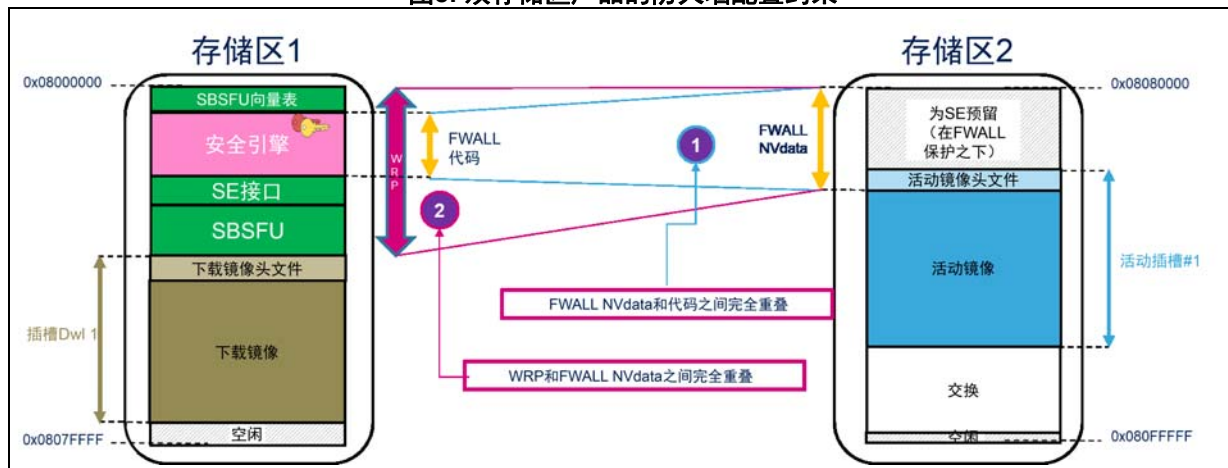 存储区1
存储区2
0x08000000
0x08080000
SBSFU向量表
安全引擎
SE接口
SBSFU
下载镜像头文件
下载镜像
空闲
插槽Dwl 1
0x0807FFFF
WRP
FWALL
代码
1
2
FWALL
NVdata
FWALL NVdata和代码之间完全重叠
WRP和FWALL NVdata之间完全重叠
为SE预留
(在FWALL
保护之下)
活动镜像头文件
活动镜像
交换
空闲
活动插槽#1
0x080FFFFF